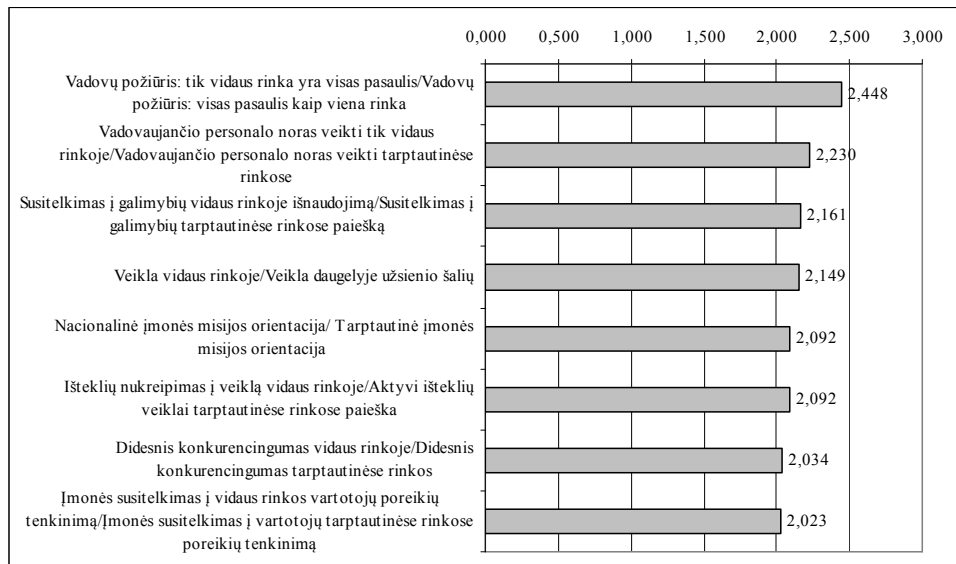 0,000 0,500 1,000 1,500 2,000 2,500 3,000
Vadovų požiūris: tik vidaus rinka yra visas pasaulis/Vadovų
požiūris: visas pasaulis kaip viena rinka
2,448
Vadovaujančio personalo noras veikti tik vidaus
rinkoje/Vadovaujančio personalo noras veikti tarptautinėse
rinkose
2,230
Susitelkimas į galimybių vidaus rinkoje išnaudojimą/Susitelkimas į
galimybių tarptautinėse rinkose paiešką
2,161
Veikla vidaus rinkoje/Veikla daugelyje užsienio šalių
2,149
Nacionalinė įmonės misijos orientacija/ Tarptautinė įmonės
misijos orientacija
2,092
Išteklių nukreipimas į veiklą vidaus rinkoje/Aktyvi išteklių
veiklai tarptautinėse rinkose paieška
2,092
Didesnis konkurencingumas vidaus rinkoje/Didesnis
konkurencingumas tarptautinėse rinkos
2,034
Įmonės susitelkimas į vidaus rinkos vartotojų poreikių
tenkinimą/Įmonės susitelkimas į vartotojų tarptautinėse rinkose
poreikių tenkinimą
2,023